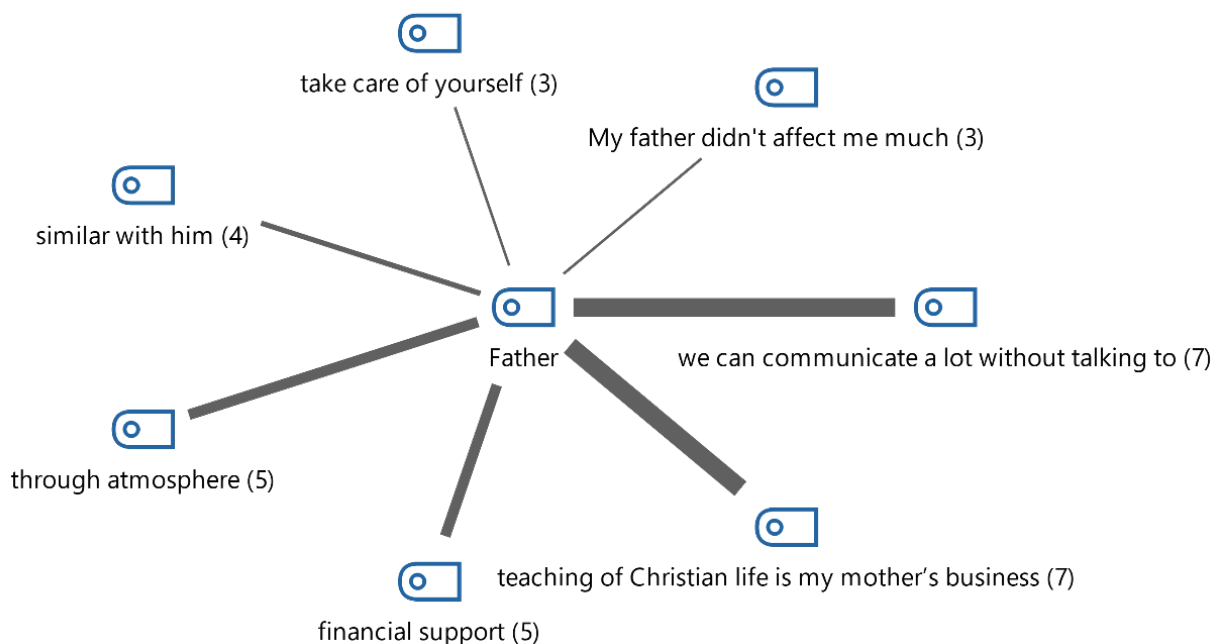 take care of yourself (3)
My father didn't affect me much (3)
similar with him (4)
Father
we can communicate a lot without talking to (7)
through atmosphere (5)
teaching of Christian life is my mother’s business (7)
financial support (5)